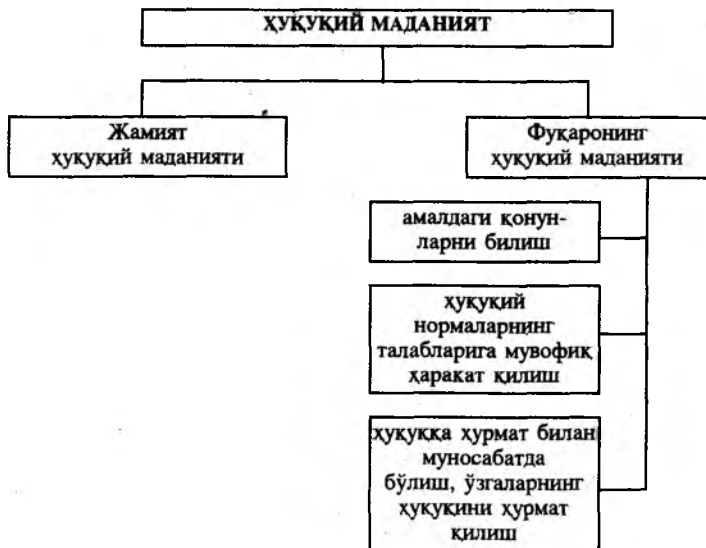 ҲУҚУҚИЙ МАДАНИЯТ
Жамият
ҳуқуқий маданияти
Фуқаронинг
ҳуқуқий маданияти
амалдаги қонун-
ларни билиш
ҳуқуқий
нормаларнинг
талабларига мувофиқ
ҳаракат қилиш
ҳуқуққа ҳурмат билан
муносабатда
бўлиш, ўзгаларнинг
ҳуқуқини ҳурмат
қилиш